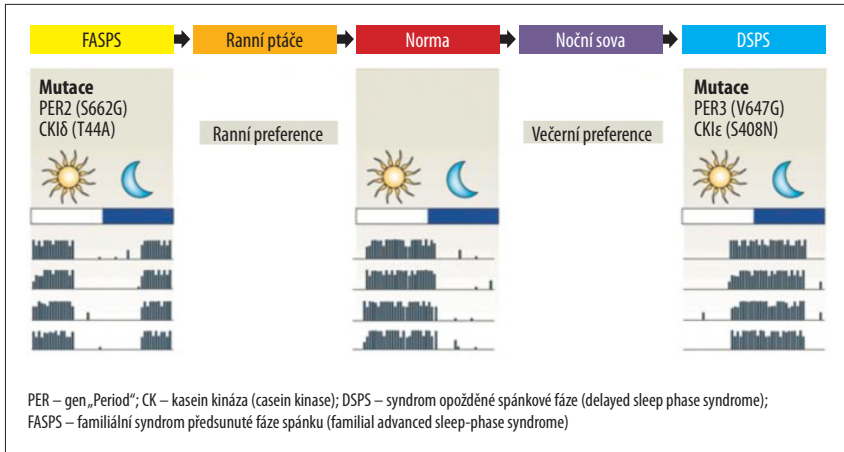 FASPS
Ranní ptáče
Norma
Noční sova
DSPS
Mutace
PER2 (S662G)
CKIδ (T44A)
Ranní preference
Večerní preference
Mutace
PER3 (V647G)
CKIε (S408N)
PER – gen „Period“; CK – kasein kináza (casein kinase); DSPS – syndrom opožděné spánkové fáze (delayed sleep phase syndrome);
FASPS – familiální syndrom předsunuté fáze spánku (familial advanced sleep-phase syndrome)